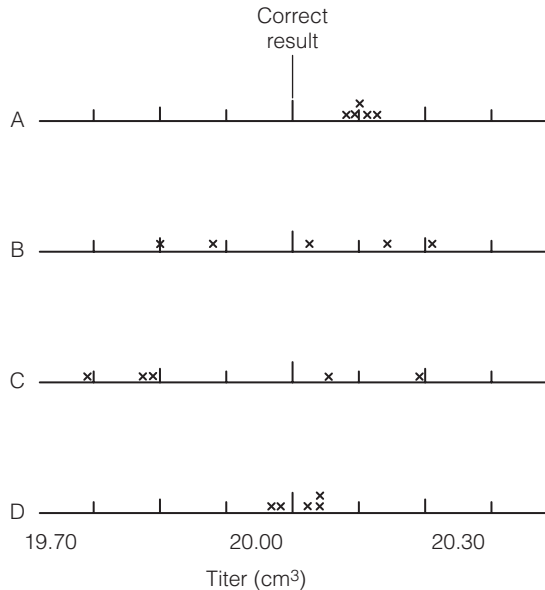 Correct
result
A
B
C
D
19.70 20.00 20.30
Titer (cm³)